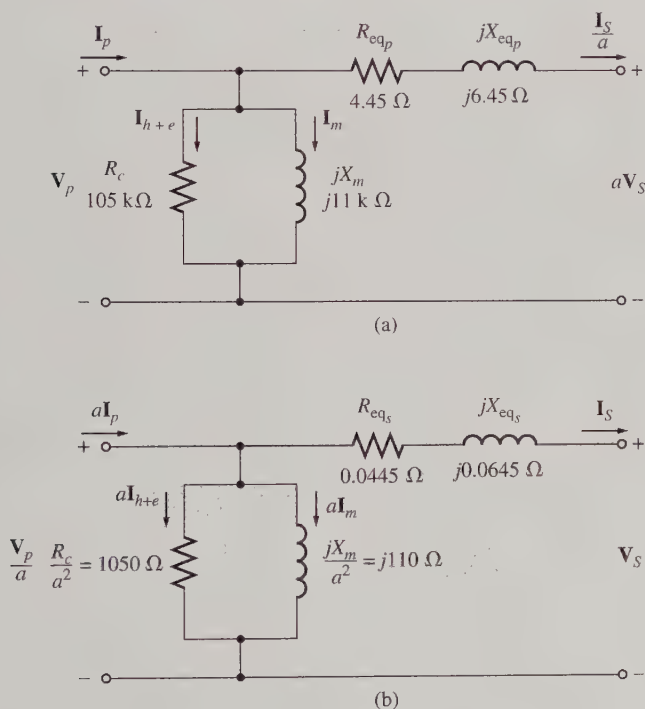 I_p
R_eq_p
jX_eq_p
I_S/a
+
+
4.45 Ω
j6.45 Ω
I_h + e
I_m
V_p
R_c
105 kΩ
jX_m
j11 k Ω
aV_S
−
−
(a)
aI_p
R_eq_s
jX_eq_s
I_S
+
+
0.0445 Ω
j0.0645 Ω
aI_h+e
aI_m
V_p/a R_c/a² = 1050 Ω
jX_m/a² = j110 Ω
V_S
−
−
(b)